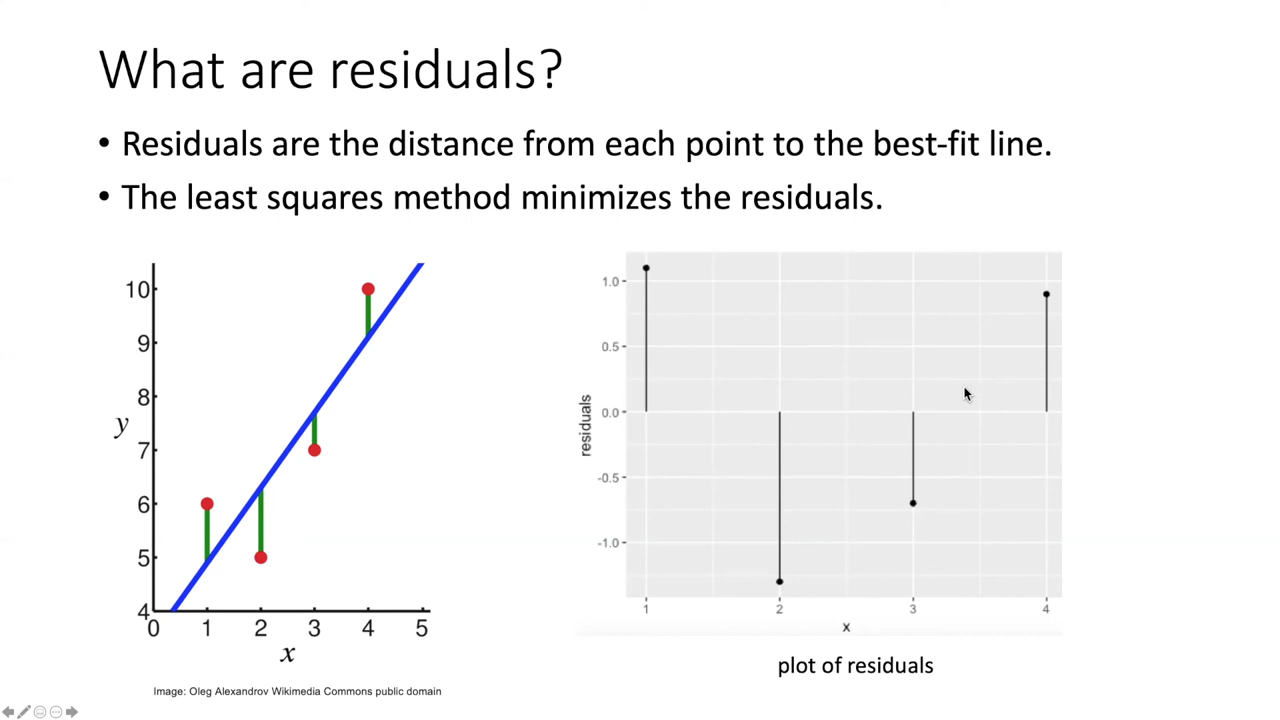 What are residuals?
• Residuals are the distance from each point to the best-fit line.
• The least squares method minimizes the residuals.
10
9
8
y
7
6
5
4
0 1 2 3 4 5
x
Image: Oleg Alexandrov Wikimedia Commons public domain
1.0
0.5
0.0
residuals
-0.5
-1.0
1 2 3 4
x
plot of residuals